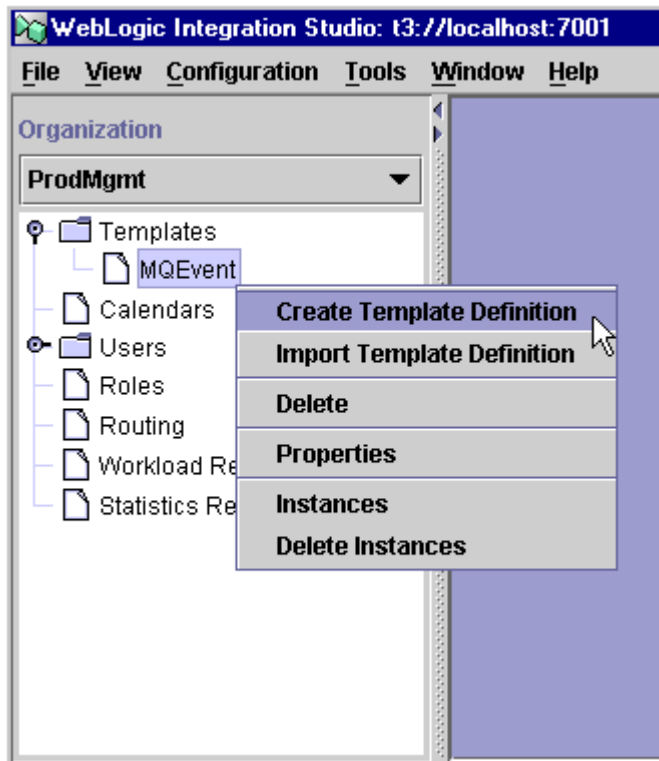 WebLogic Integration Studio: t3://localhost:7001
File View Configuration Tools Window Help
Organization
ProdMgmt
Templates
MQEvent
Calendars
Users
Roles
Routing
Workload Re
Statistics Re
Create Template Definition
Import Template Definition
Delete
Properties
Instances
Delete Instances